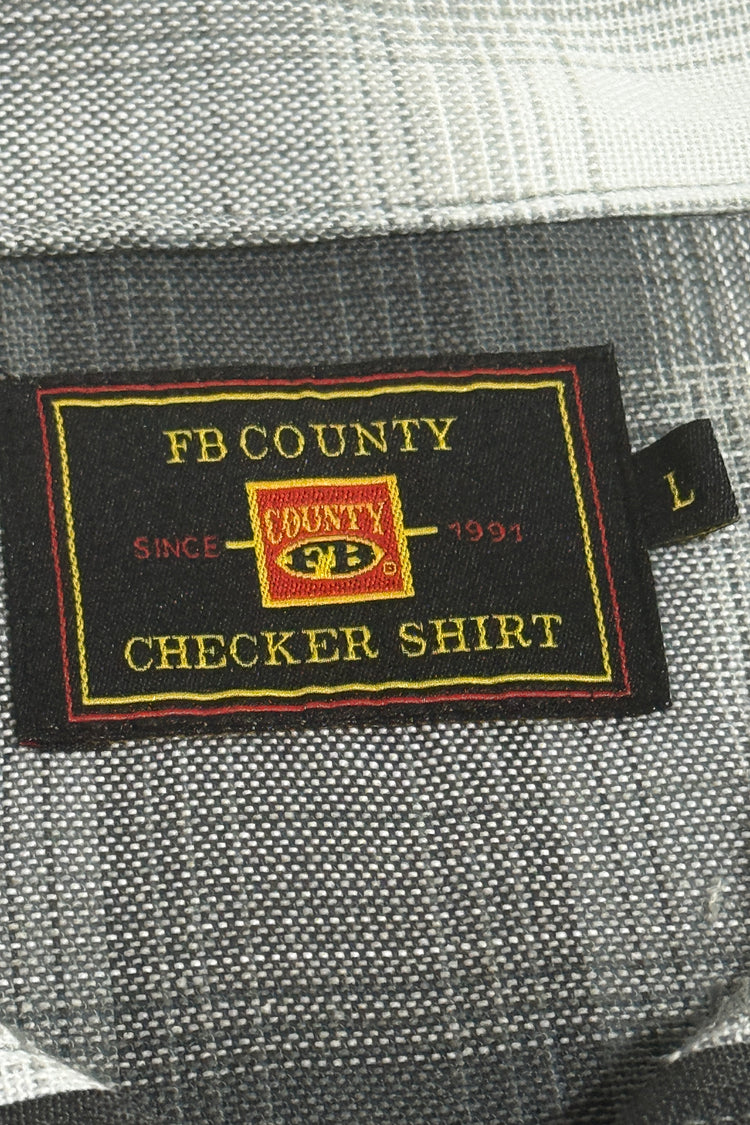 FB COUNTY
SINCE
COUNTY
FB
®
1991
CHECKER SHIRT
L